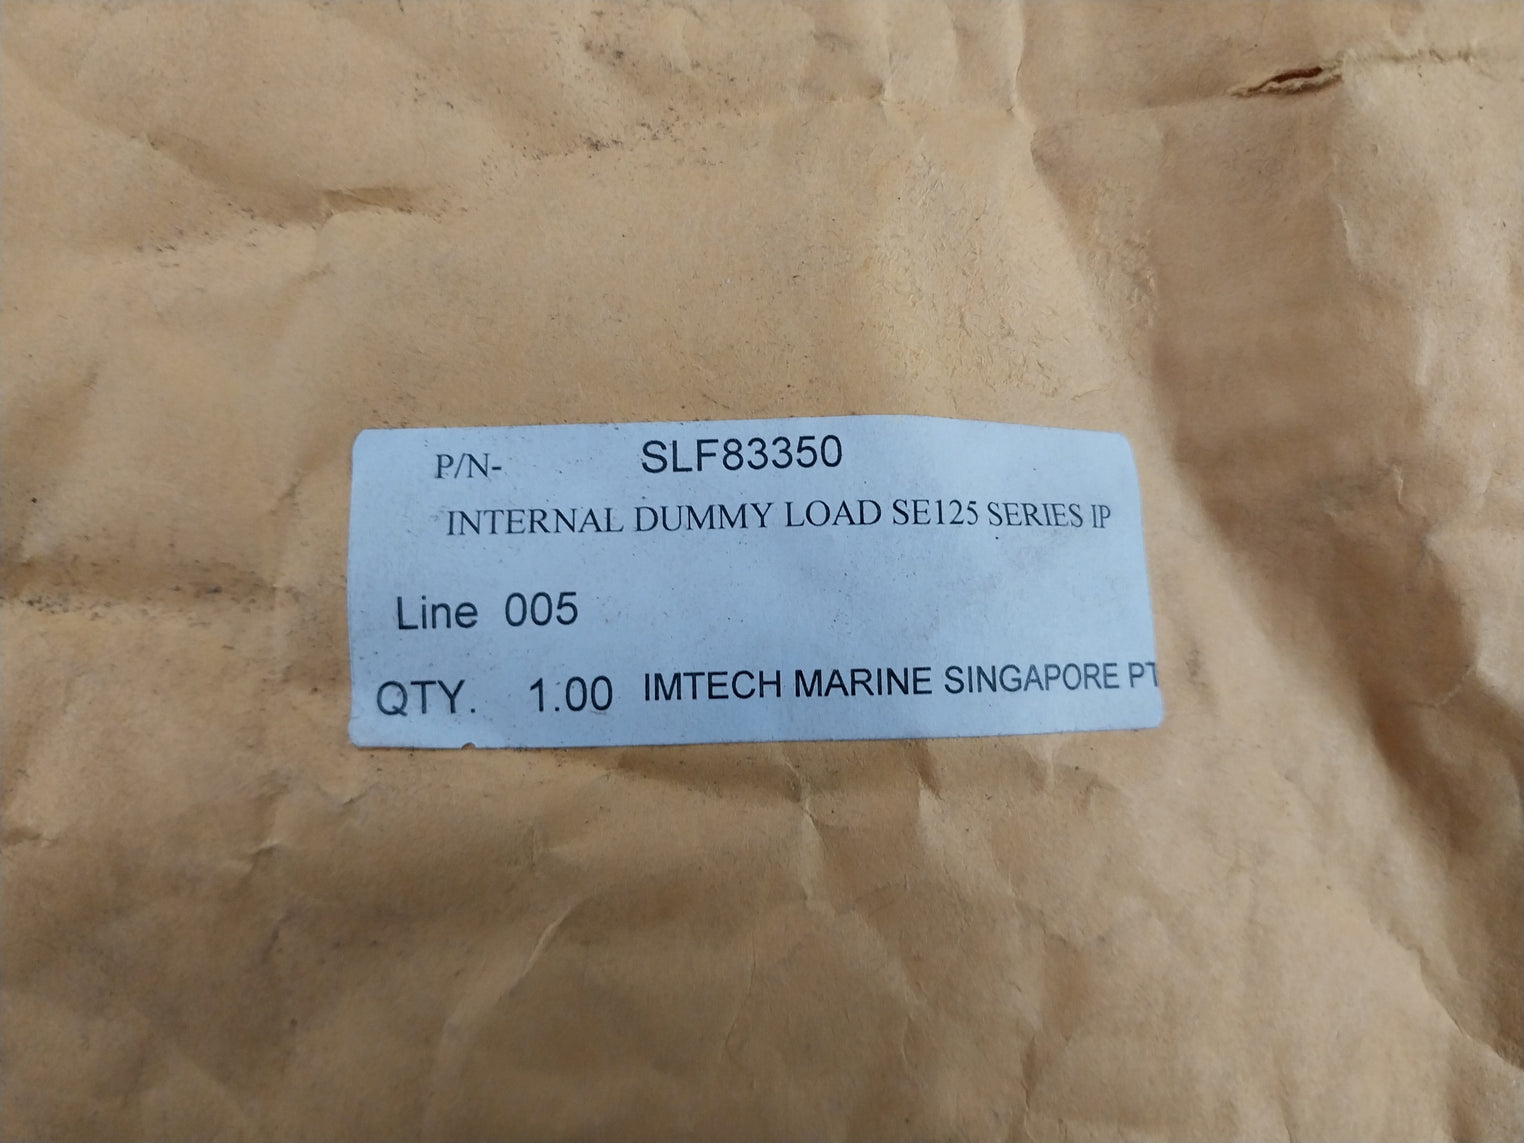 P/N- SLF83350
INTERNAL DUMMY LOAD SE125 SERIES IP
Line 005
QTY. 1.00 IMTECH MARINE SINGAPORE PT